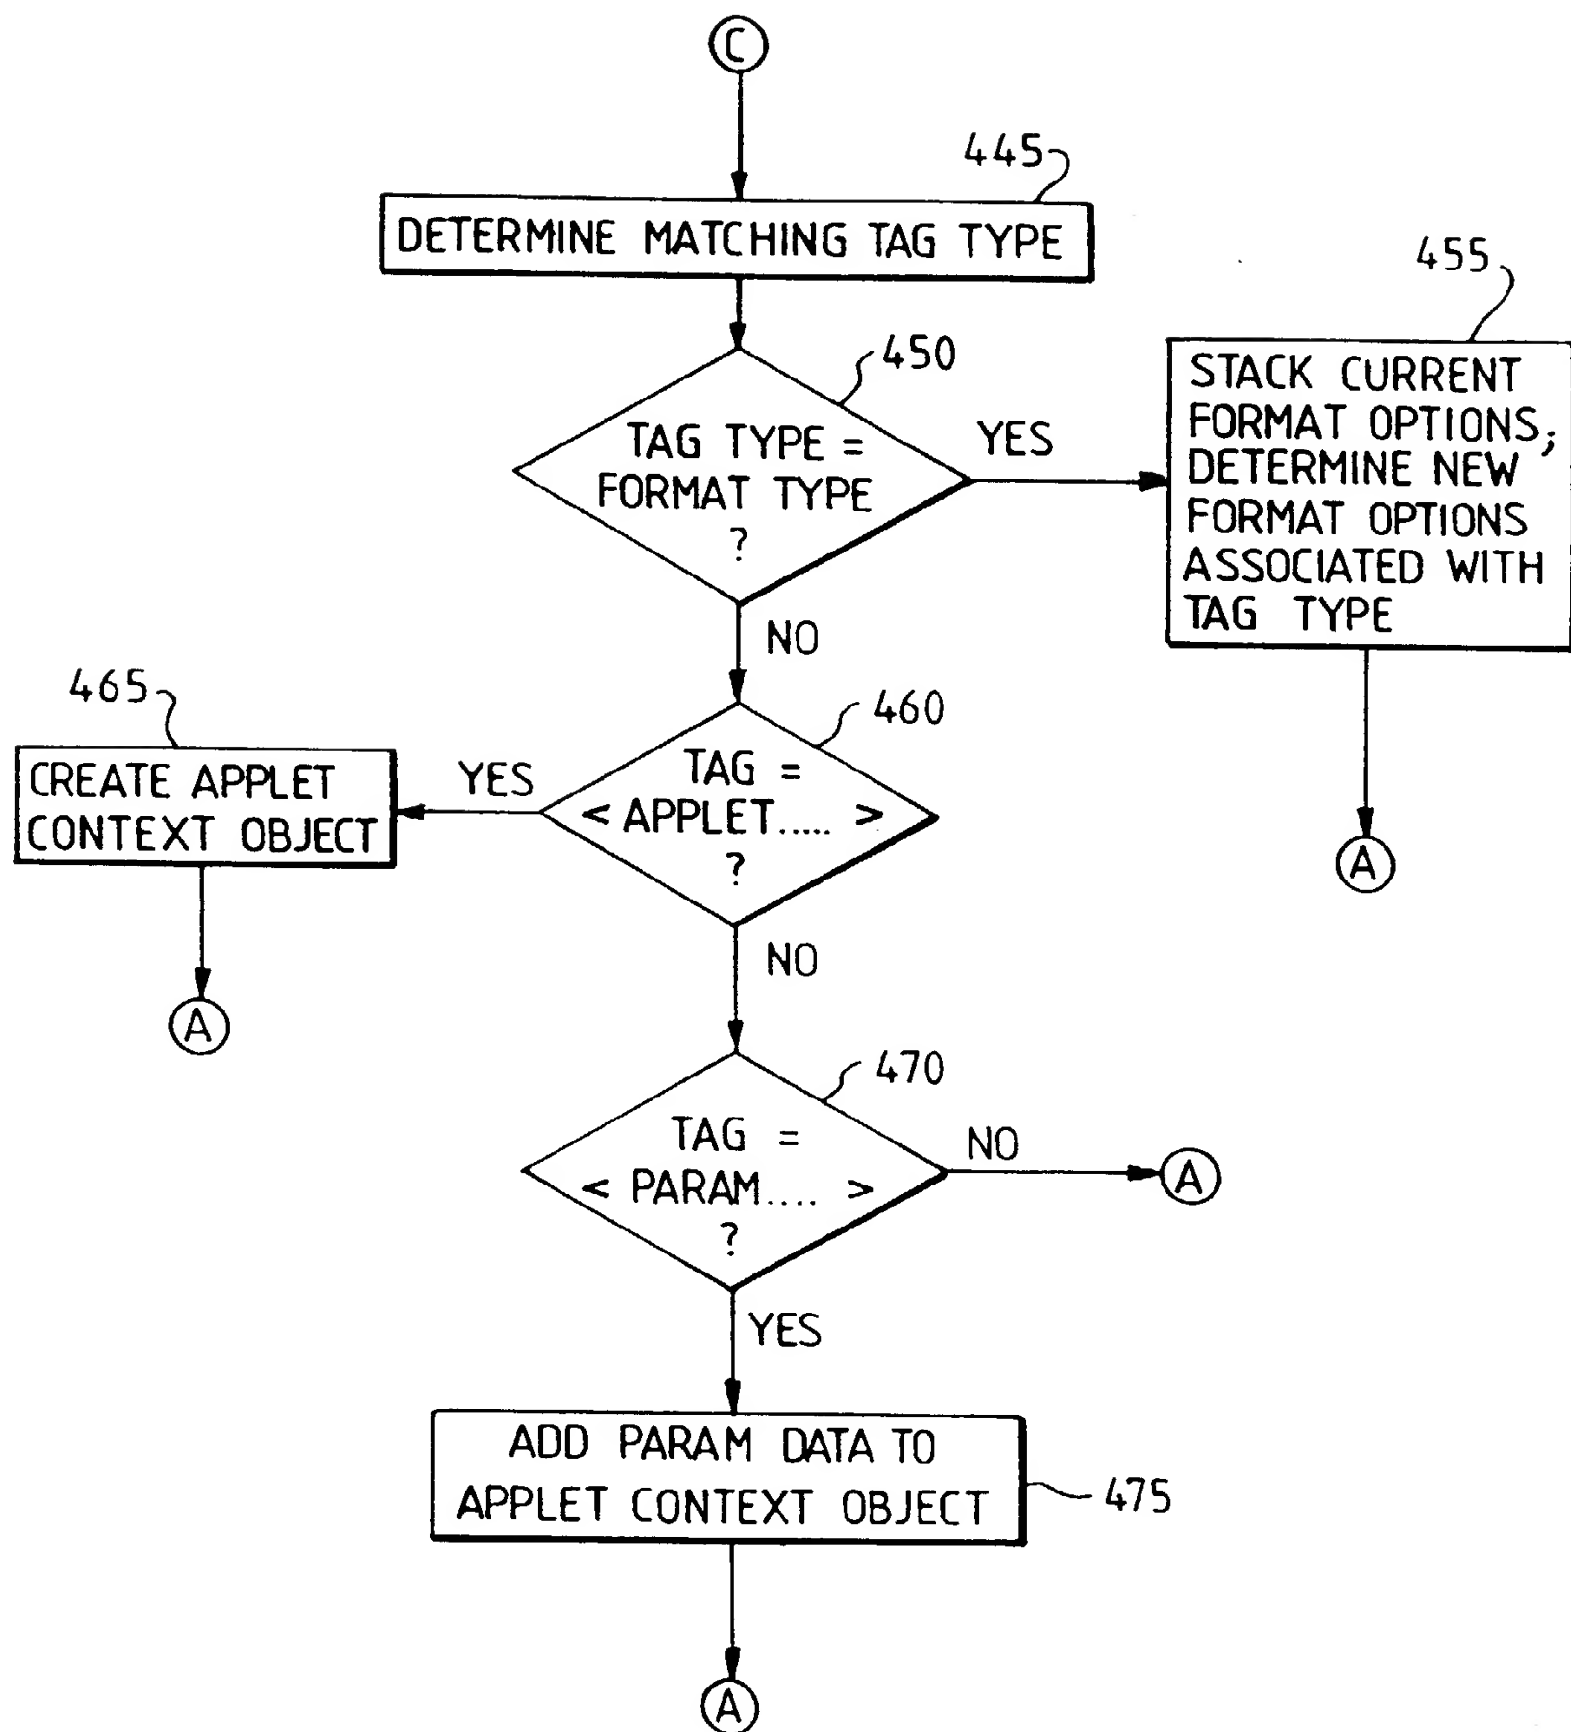 C
445
DETERMINE MATCHING TAG TYPE
450
TAG TYPE =
FORMAT TYPE
?
YES
455
STACK CURRENT
FORMAT OPTIONS;
DETERMINE NEW
FORMAT OPTIONS
ASSOCIATED WITH
TAG TYPE
A
NO
460
TAG =
< APPLET..... >
?
YES
465
CREATE APPLET
CONTEXT OBJECT
A
NO
470
TAG =
< PARAM.... >
?
NO
A
YES
ADD PARAM DATA TO
APPLET CONTEXT OBJECT
475
A